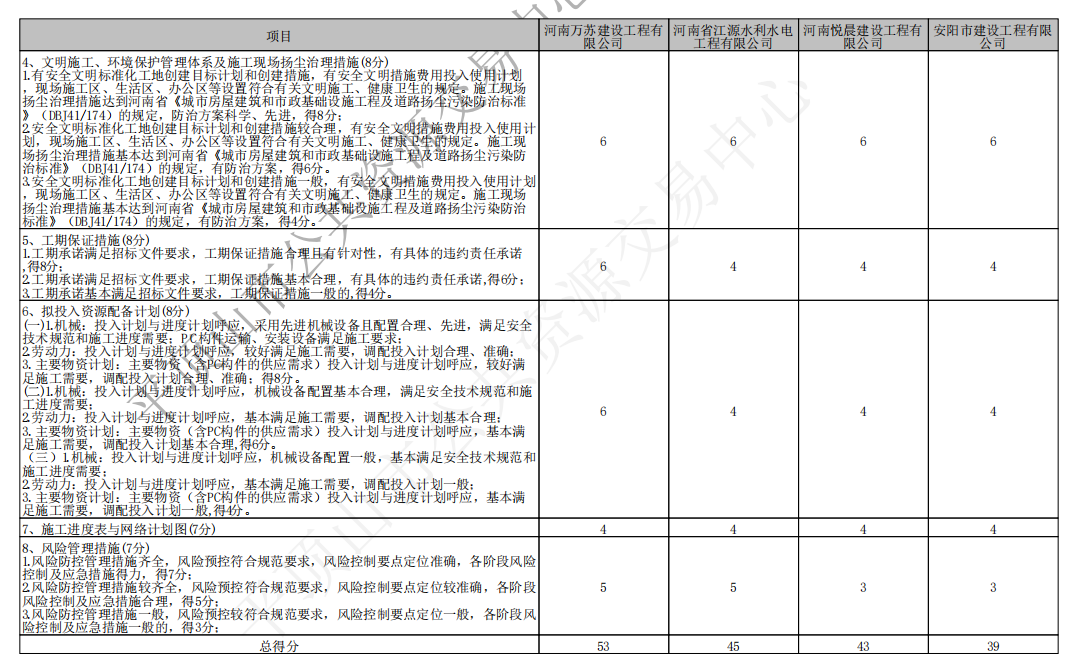 项目
河南万苏建设工程有
限公司
河南省江源水利水电
工程有限公司
河南悦晨建设工程有
限公司
安阳市建设工程有限
公司
4、文明施工、环境保护管理体系及施工现场扬尘治理措施(8分)
1.有安全文明标准化工地创建目标计划和创建措施，有安全文明措施费用投入使用计划
，现场施工区、生活区、办公区等设置符合有关文明施工、健康卫生的规定。施工现场
扬尘治理措施达到河南省《城市房屋建筑和市政基础设施工程及道路扬尘污染防治标准
》（DBJ41/174）的规定，防治方案科学、先进，得8分；
2.安全文明标准化工地创建目标计划和创建措施较合理，有安全文明施费用投入使用计
划，现场施工区、生活区、办公区等设置符合有关文明施工、健康卫生的规定。施工现
场扬尘治理措施基本达到河南省《城市房屋建筑和市政基础设施工程及道路扬尘污染防
治标准》（DBJ41/174）的规定，有防治方案，得6分。
3.安全文明标准化工地创建目标计划和创建措施一般，有安全文明措施费用投入使用计划
，现场施工区、生活区、办公区等设置符合有关文明施工、健康卫生的规定。施工现场
扬尘治理措施基本达到河南省《城市房屋建筑和市政基础设施工程及道路扬尘污染防治
标准》（DBJ41/174）的规定，有防治方案，得4分。
6
6
6
6
5、工期保证措施(8分)
1.工期承诺满足招标文件要求，工期保证措施合理且有针对性，有具体的违约责任承诺
,得8分；
2.工期承诺满足招标文件要求，工期保证措施基本合理，有具体的违约责任承诺,得6分；
3.工期承诺基本满足招标文件要求，工期保证措施一般的,得4分。
6
4
4
4
6、拟投入资源配备计划(8分)
(一)1.机械：投入计划与进度计划呼应，采用先进机械设备且配置合理、先进，满足安全
技术规范和施工进度需要；PC构件运输、安装设备满足施工要求；
2.劳动力：投入计划与进度计划呼应，较好满足施工需要，调配投入计划合理、准确；
3.主要物资计划：主要物资（含PC构件的供应需求）投入计划与进度计划呼应，较好满
足施工需要，调配投入计划合理、准确；得8分。
(二)1.机械：投入计划与进度计划呼应，机械设备配置基本合理，满足安全技术规范和施
工进度需要；
2.劳动力：投入计划与进度计划呼应，基本满足施工需要，调配投入计划基本合理；
3.主要物资计划：主要物资（含PC构件的供应需求）投入计划与进度计划呼应，基本满
足施工需要，调配投入计划基本合理,得6分。
（三）1.机械：投入计划与进度计划呼应，机械设备配置一般，基本满足安全技术规范和
施工进度需要；
2.劳动力：投入计划与进度计划呼应，基本满足施工需要，调配投入计划一般；
3.主要物资计划：主要物资（含PC构件的供应需求）投入计划与进度计划呼应，基本满
足施工需要，调配投入计划一般,得4分。
6
4
4
4
7、施工进度表与网络计划图(7分)
4
4
4
4
8、风险管理措施(7分)
1.风险防控管理措施齐全，风险预控符合规范要求，风险控制要点定位准确，各阶段风险
控制及应急措施得力，得7分；
2.风险防控管理措施较齐全，风险预控符合规范要求，风险控制要点定位较准确，各阶段
风险控制及应急措施合理，得5分；
3.风险防控管理措施一般，风险预控较符合规范要求，风险控制要点定位一般，各阶段风
险控制及应急措施一般的，得3分；
5
5
3
3
总得分
53
45
43
39
平顶山市公共资源交易中心
平顶山市公共资源交易中心